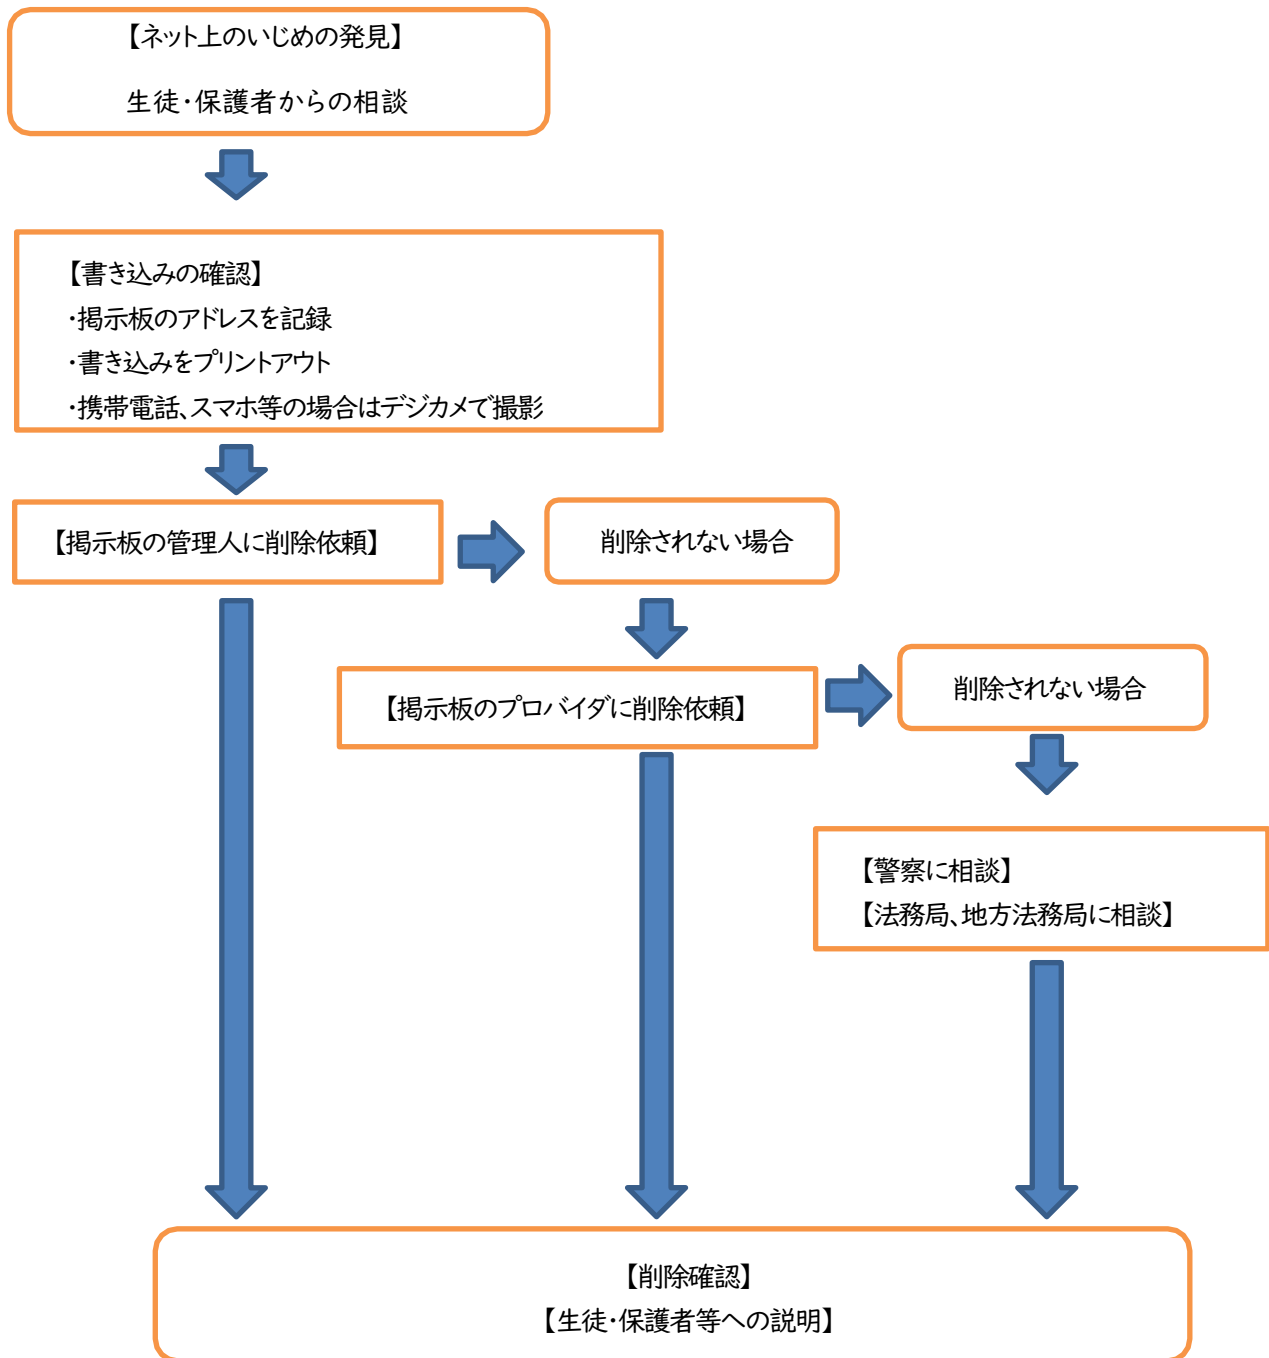 【ネット上のいじめの発見】
生徒・保護者からの相談
【書き込みの確認】
・掲示板のアドレスを記録
・書き込みをプリントアウト
・携帯電話、スマホ等の場合はデジカメで撮影
【掲示板の管理人に削除依頼】
削除されない場合
【掲示板のプロバイダに削除依頼】
削除されない場合
【警察に相談】
【法務局、地方法務局に相談】
【削除確認】
【生徒・保護者等への説明】